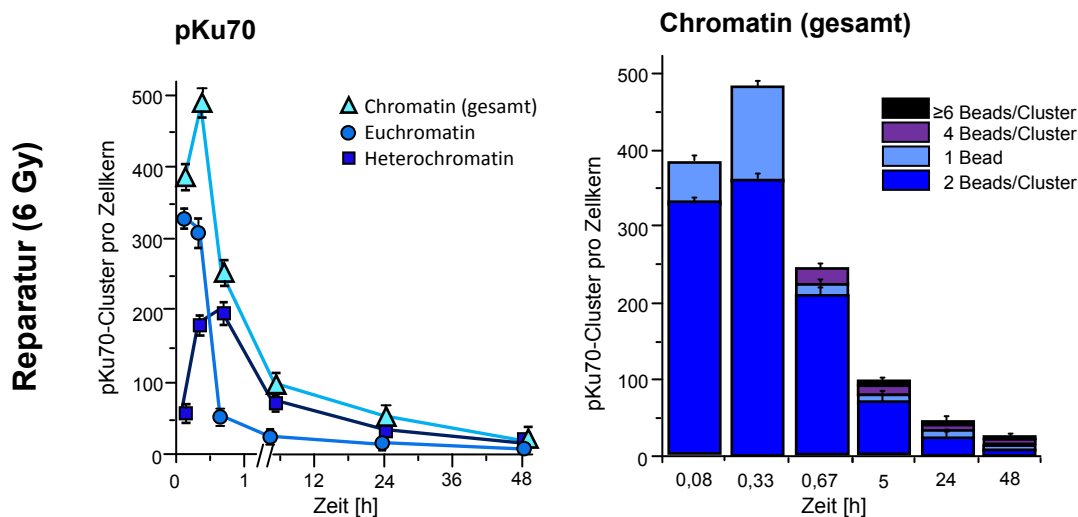 Reparatur (6 Gy)
pKu70
pKu70-Cluster pro Zellkern
500
400
300
200
100
0
Chromatin (gesamt)
Euchromatin
Heterochromatin
0 1 12 24 36 48
Zeit [h]
Chromatin (gesamt)
pKu70-Cluster pro Zellkern
500
400
300
200
100
0
≥6 Beads/Cluster
4 Beads/Cluster
1 Bead
2 Beads/Cluster
0,08 0,33 0,67 5 24 48
Zeit [h]